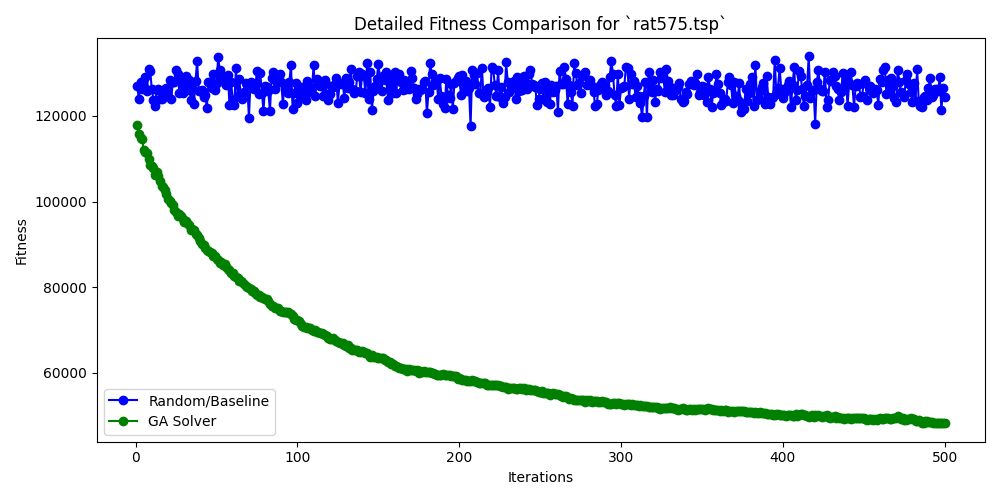 Detailed Fitness Comparison for `rat575.tsp`
Fitness
120000
100000
80000
60000
Random/Baseline
GA Solver
0 100 200 300 400 500
Iterations